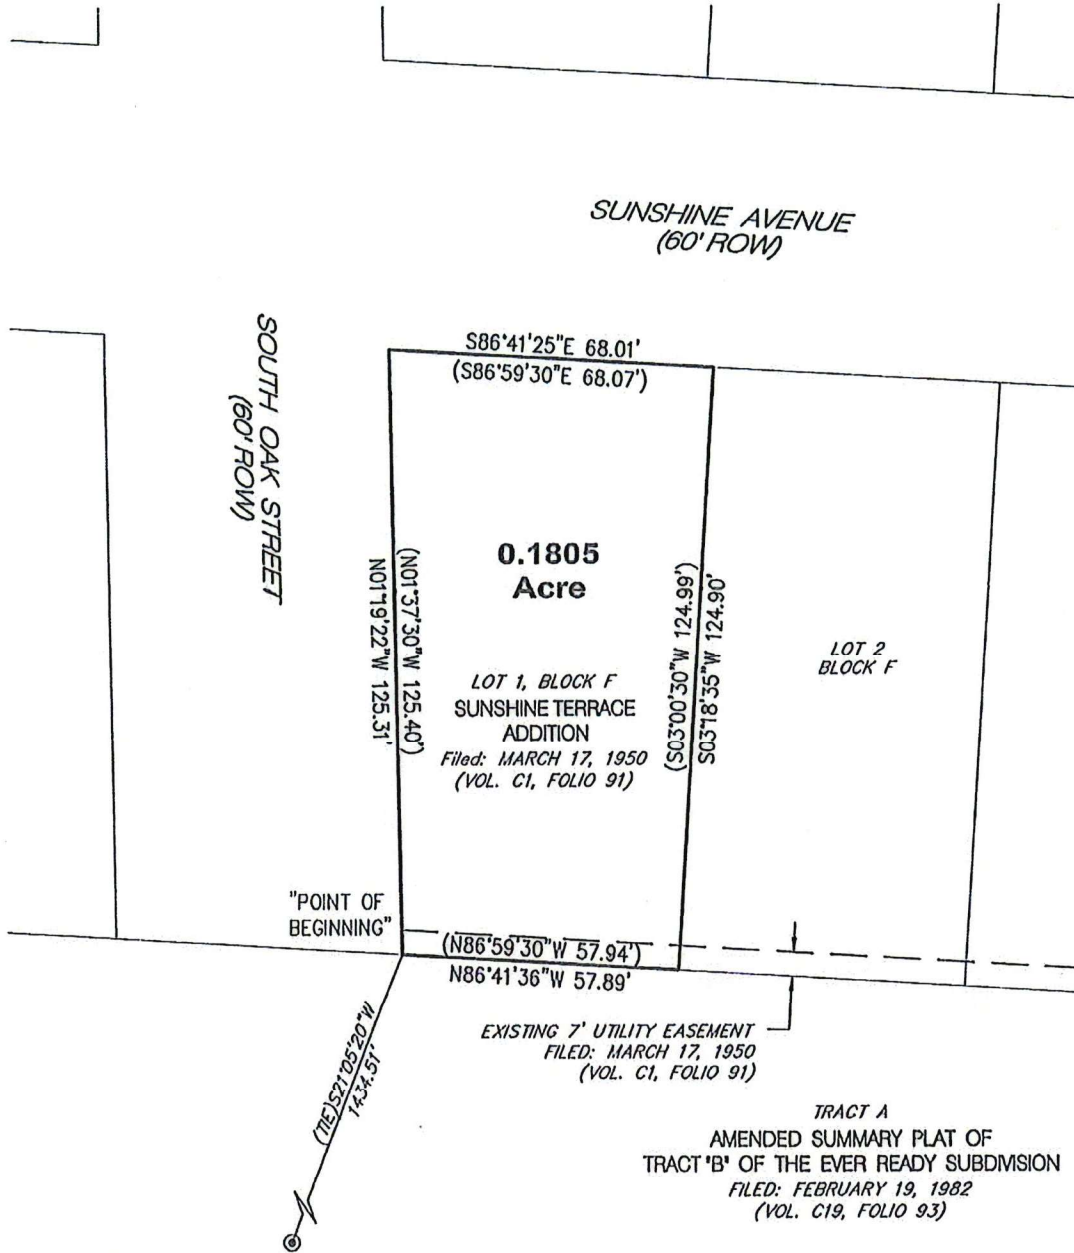 SUNSHINE AVENUE
(60' ROW)
SOUTH OAK STREET
(60' ROW)
S86°41'25"E 68.01'
(S86°59'30"E 68.07')
N01°19'22"W 125.31'
(N01°37'30"W 125.40')
0.1805
Acre
(S03°00'30"W 124.99')
S03°18'35"W 124.90'
LOT 1, BLOCK F
SUNSHINE TERRACE
ADDITION
Filed: MARCH 17, 1950
(VOL. C1, FOLIO 91)
LOT 2
BLOCK F
"POINT OF
BEGINNING"
(N86°59'30"W 57.94')
N86°41'36"W 57.89'
(TIE)S21°05'20"W
1434.51'
EXISTING 7' UTILITY EASEMENT
FILED: MARCH 17, 1950
(VOL. C1, FOLIO 91)
TRACT A
AMENDED SUMMARY PLAT OF
TRACT "B" OF THE EVER READY SUBDIVISION
FILED: FEBRUARY 19, 1982
(VOL. C19, FOLIO 93)